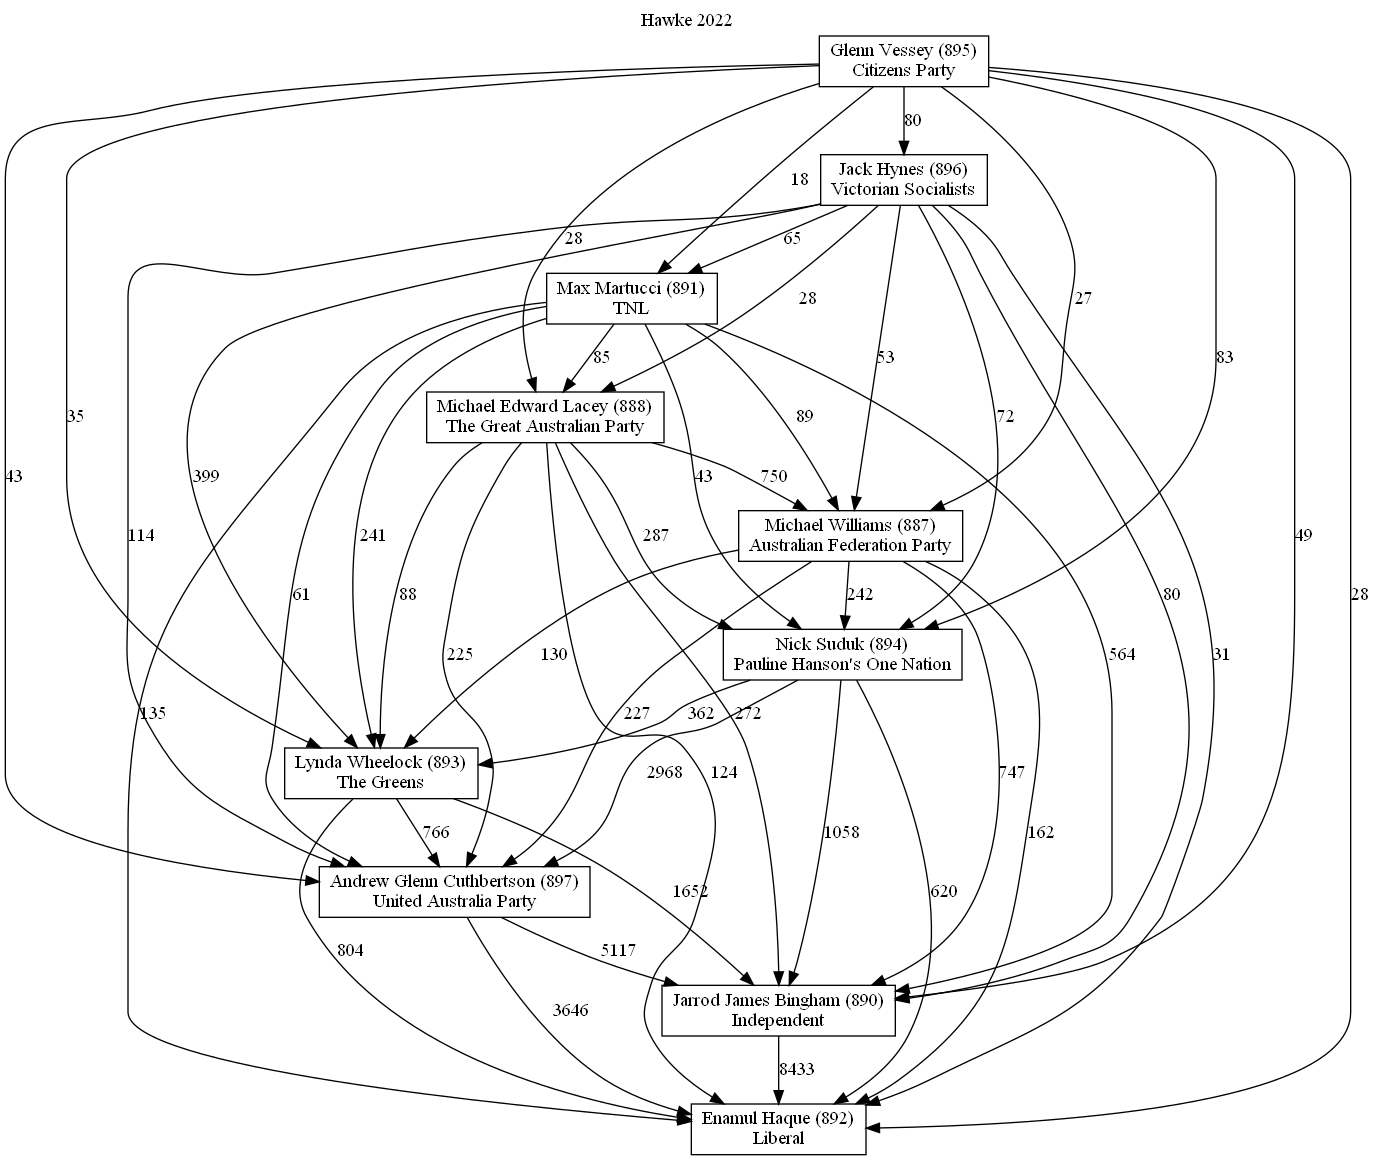 Hawke 2022
Glenn Vessey (895)
Citizens Party
80
Jack Hynes (896)
Victorian Socialists
18
28
65
Max Martucci (891)
TNL
28
27
85
53
83
Michael Edward Lacey (888)
The Great Australian Party
35
89
72
43
399
43
750
Michael Williams (887)
Australian Federation Party
114
241
287
49
61
88
242
80
28
Nick Suduk (894)
Pauline Hanson's One Nation
225
130
564
31
135
227
362
272
Lynda Wheelock (893)
The Greens
2968
124
747
766
1058
162
Andrew Glenn Cuthbertson (897)
United Australia Party
1652
620
804
5117
Jarrod James Bingham (890)
Independent
3646
8433
Enamul Haque (892)
Liberal